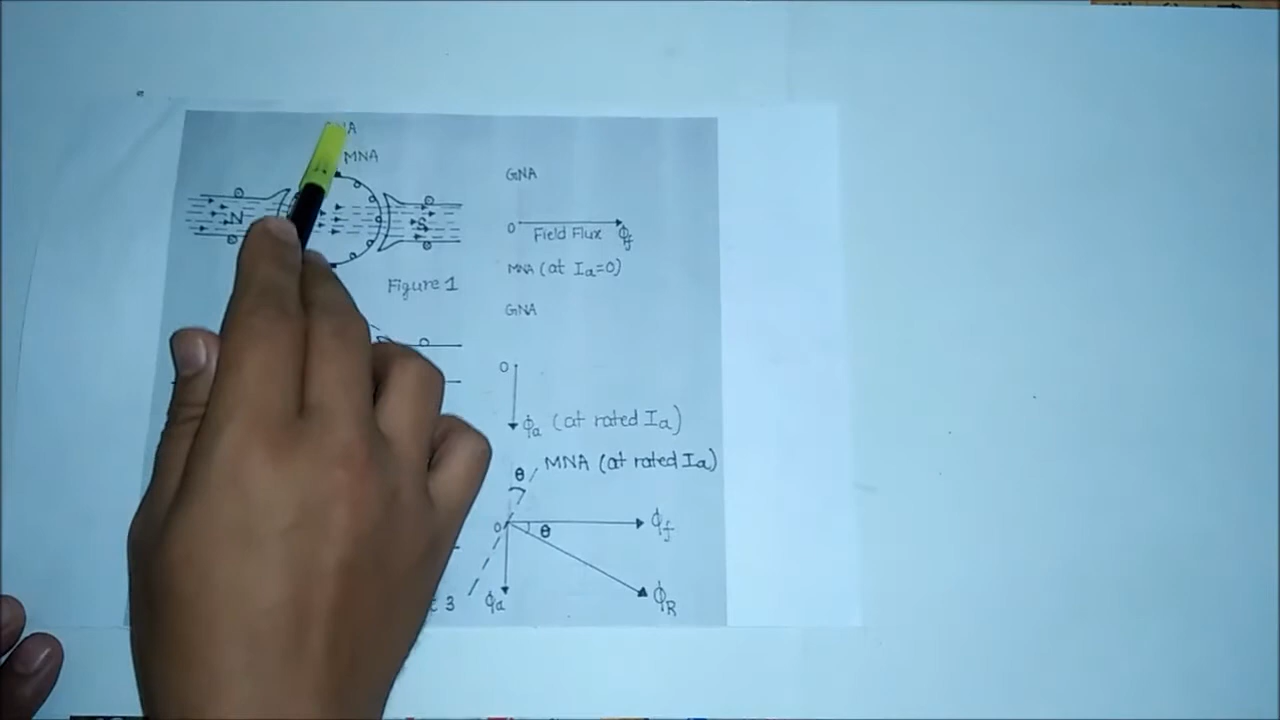 MNA
N
S
Figure 1
GNA
0
Field Flux ϕf
MNA (at Ia=0)
GNA
0
ϕa (at rated Ia)
θ MNA (at rated Ia)
0 θ ϕf
3 ϕa ϕR